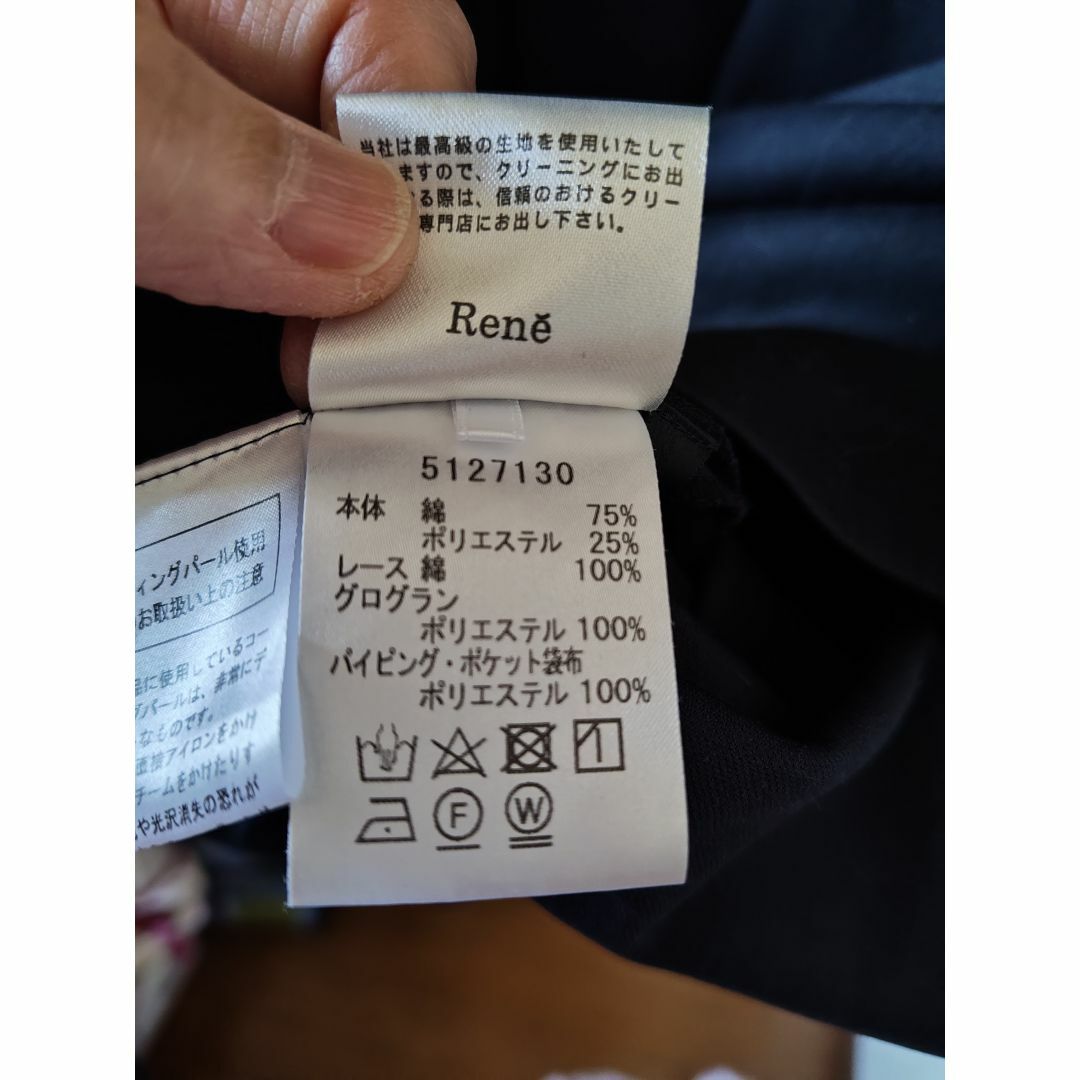 当社は最高級の生地を使用いたして
ますので、クリーニングにお出
る際は、信頼のおけるクリー
専門店にお出し下さい。
Renĕ
5127130
本体 綿 75%
ポリエステル 25%
レース 綿 100%
グログラン
ポリエステル 100%
パイピング・ポケット袋布
ポリエステル 100%
F W
ィングパール使用
お取扱い上の注意
品に使用しているコー
グパールは、非常にデ
なものです。
直接アイロンをかけ
チームをかけたりす
や光沢消失の恐れが